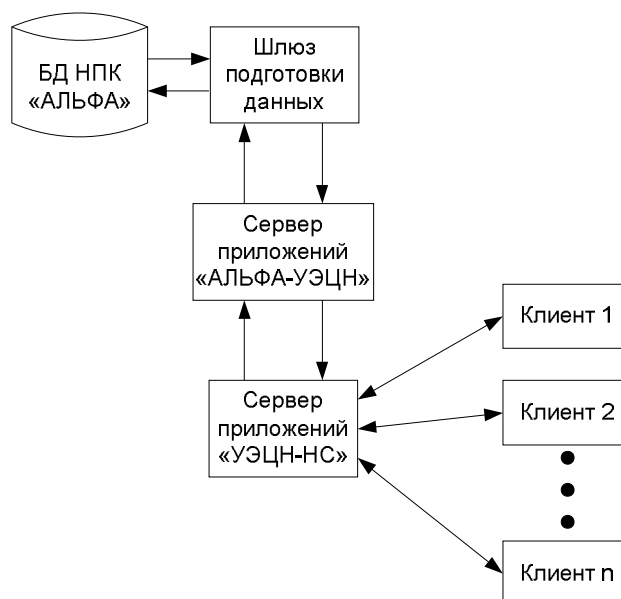 БД НПК
«АЛЬФА»
Шлюз
подготовки
данных
Сервер
приложений
«АЛЬФА-УЭЦН»
Сервер
приложений
«УЭЦН-НС»
Клиент 1
Клиент 2
Клиент n